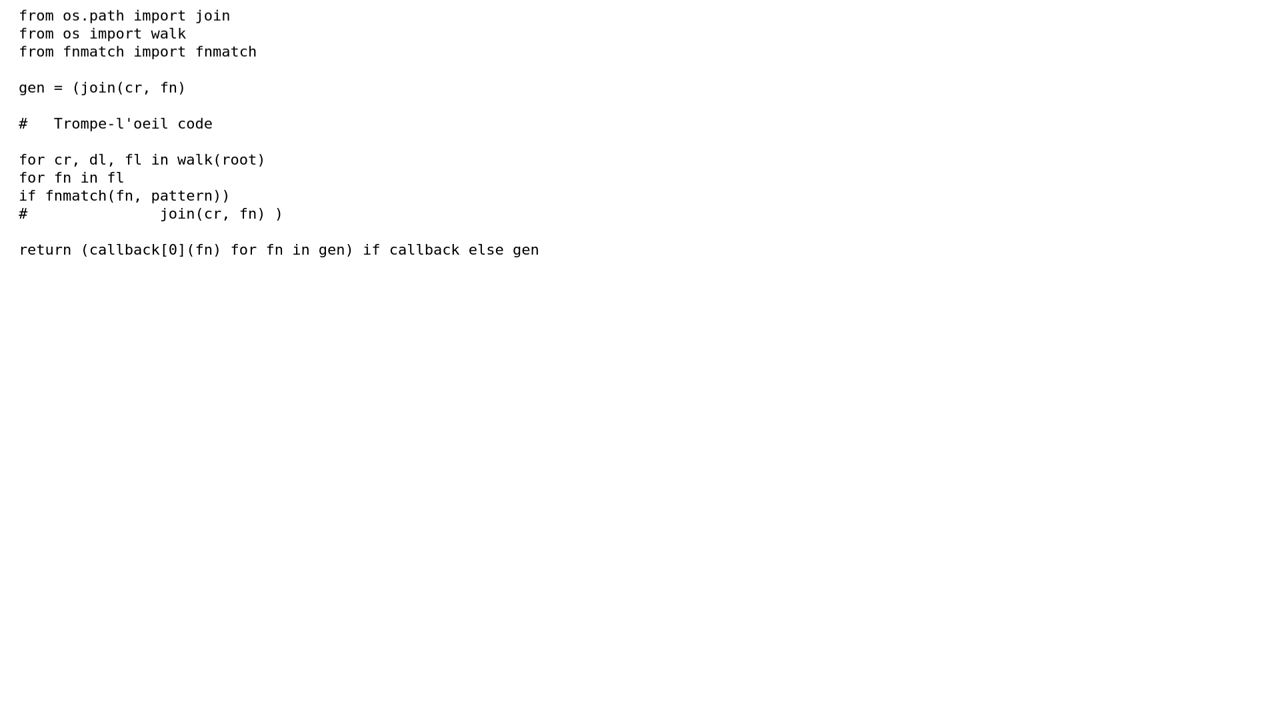 from os.path import join
from os import walk
from fnmatch import fnmatch
gen = (join(cr, fn)
#   Trompe-l'oeil code
for cr, dl, fl in walk(root)
for fn in fl
if fnmatch(fn, pattern))
#               join(cr, fn) )
return (callback[0](fn) for fn in gen) if callback else gen